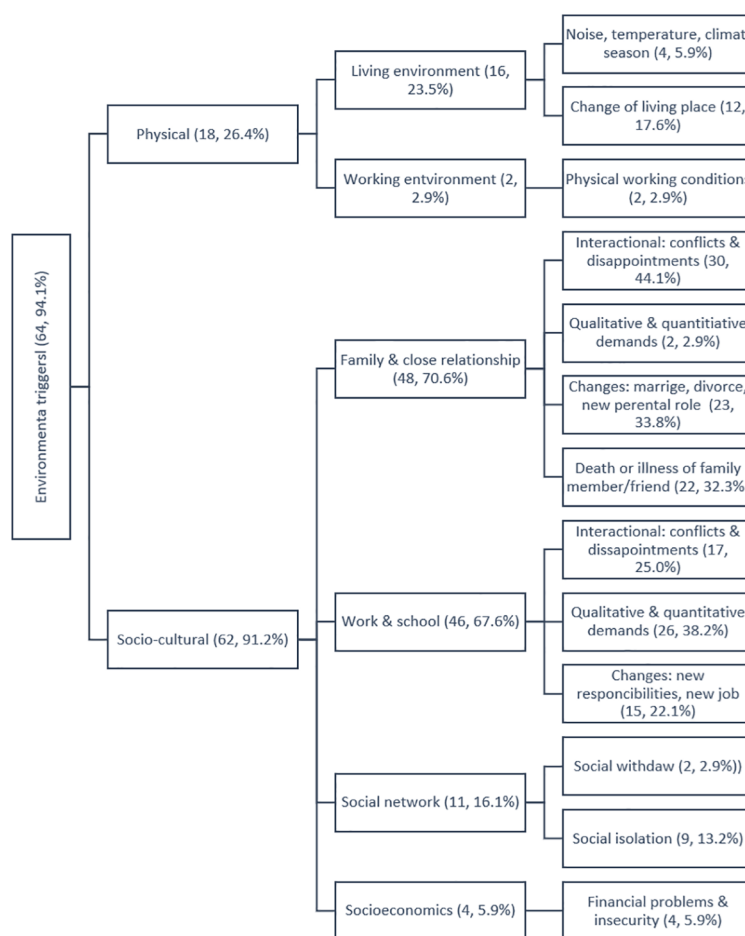 Environmenta triggersl (64, 94.1%)
Physical (18, 26.4%)
Living environment (16,
23.5%)
Noise, temperature, climat
season (4, 5.9%)
Change of living place (12,
17.6%)
Working entvironment (2,
2.9%)
Physical working condition
(2, 2.9%)
Socio-cultural (62, 91.2%)
Family & close relationship
(48, 70.6%)
Interactional: conflicts &
disappointments (30,
44.1%)
Qualitative & quantitiative
demands (2, 2.9%)
Changes: marrige, divorce,
new perental role (23,
33.8%)
Death or illness of family
member/friend (22, 32.3%
Work & school (46, 67.6%)
Interactional: conflicts &
dissapointments (17,
25.0%)
Qualitative & quantitative
demands (26, 38.2%)
Changes: new
responcibilities, new job
(15, 22.1%)
Social network (11, 16.1%)
Social withdaw (2, 2.9%))
Social isolation (9, 13.2%)
Socioeconomics (4, 5.9%)
Financial problems &
insecurity (4, 5.9%)